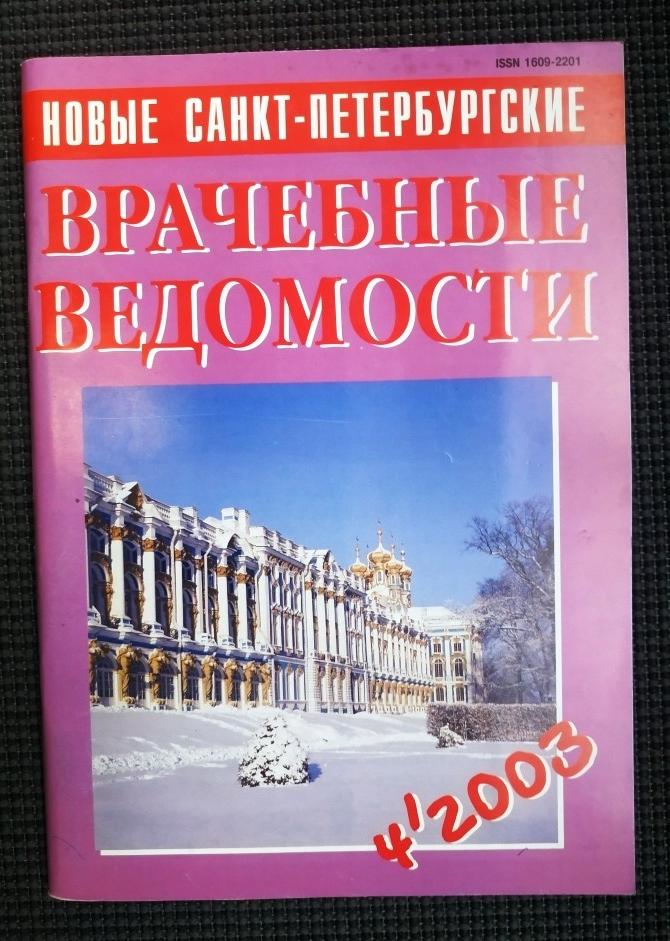 ISSN 1609-2201
НОВЫЕ САНКТ-ПЕТЕРБУРГСКИЕ
ВРАЧЕБНЫЕ
ВЕДОМОСТИ
4'2003